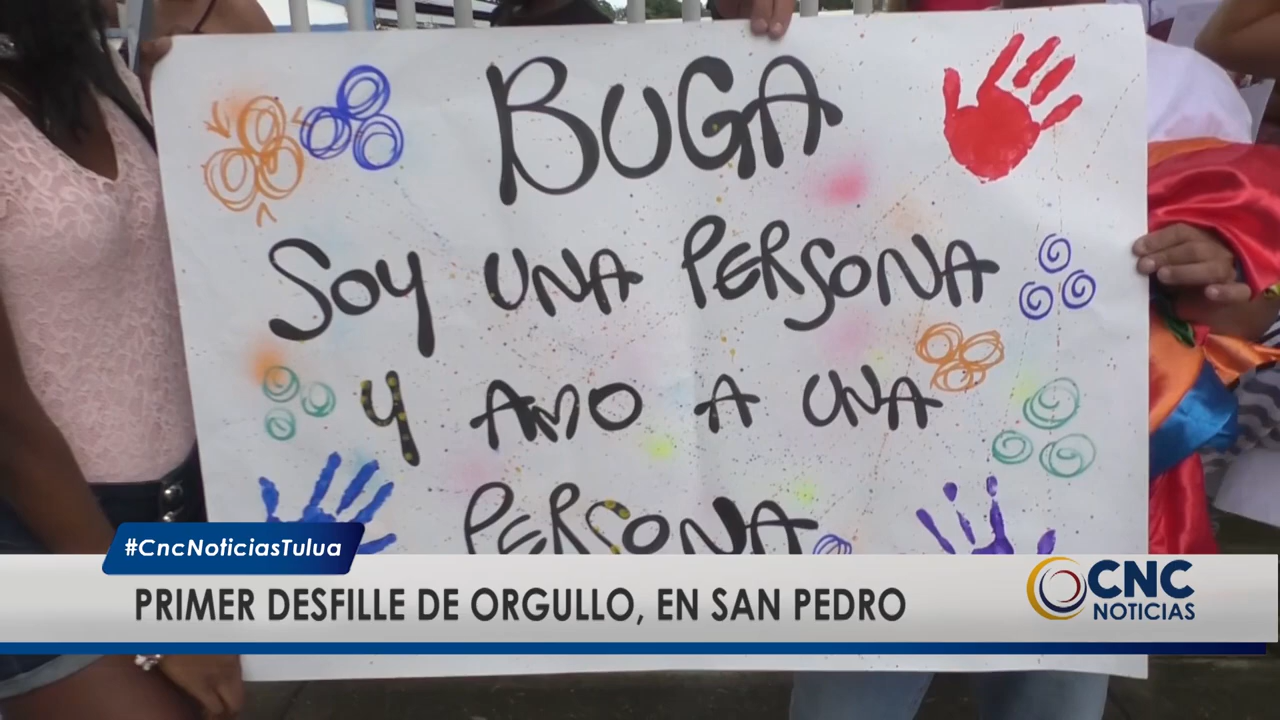 BUGA
SOY UNA PERSONA
Y AMO A UNA
PERSONA
#CncNoticiasTulua
PRIMER DESFILLE DE ORGULLO, EN SAN PEDRO
CNC
NOTICIAS